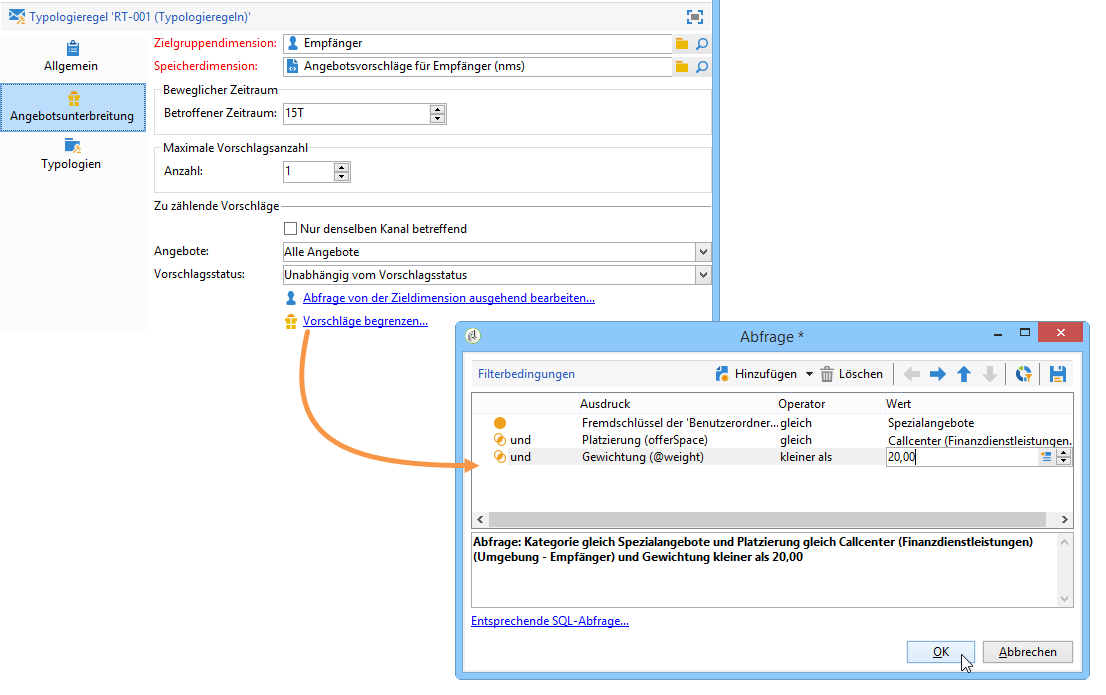 Typologieregel 'RT-001 (Typologieregeln)'
Allgemein
Angebotsunterbreitung
Typologien
Zielgruppendimension: Empfänger
Speicherdimension: Angebotsvorschläge für Empfänger (nms)
Beweglicher Zeitraum
Betroffener Zeitraum: 15T
Maximale Vorschlagsanzahl
Anzahl: 1
Zu zählende Vorschläge
Nur denselben Kanal betreffend
Angebote: Alle Angebote
Vorschlagsstatus: Unabhängig vom Vorschlagsstatus
Abfrage von der Zieldimension ausgehend bearbeiten...
Vorschläge begrenzen...
Abfrage *
Filterbedingungen Hinzufügen Löschen
Ausdruck Operator Wert
Fremdschlüssel der 'Benutzerordner... gleich Spezialangebote
und Platzierung (offerSpace) gleich Callcenter (Finanzdienstleistungen.
und Gewichtung (@weight) kleiner als 20,00
Abfrage: Kategorie gleich Spezialangebote und Platzierung gleich Callcenter (Finanzdienstleistungen)
(Umgebung - Empfänger) und Gewichtung kleiner als 20,00
Entsprechende SQL-Abfrage...
OK Abbrechen